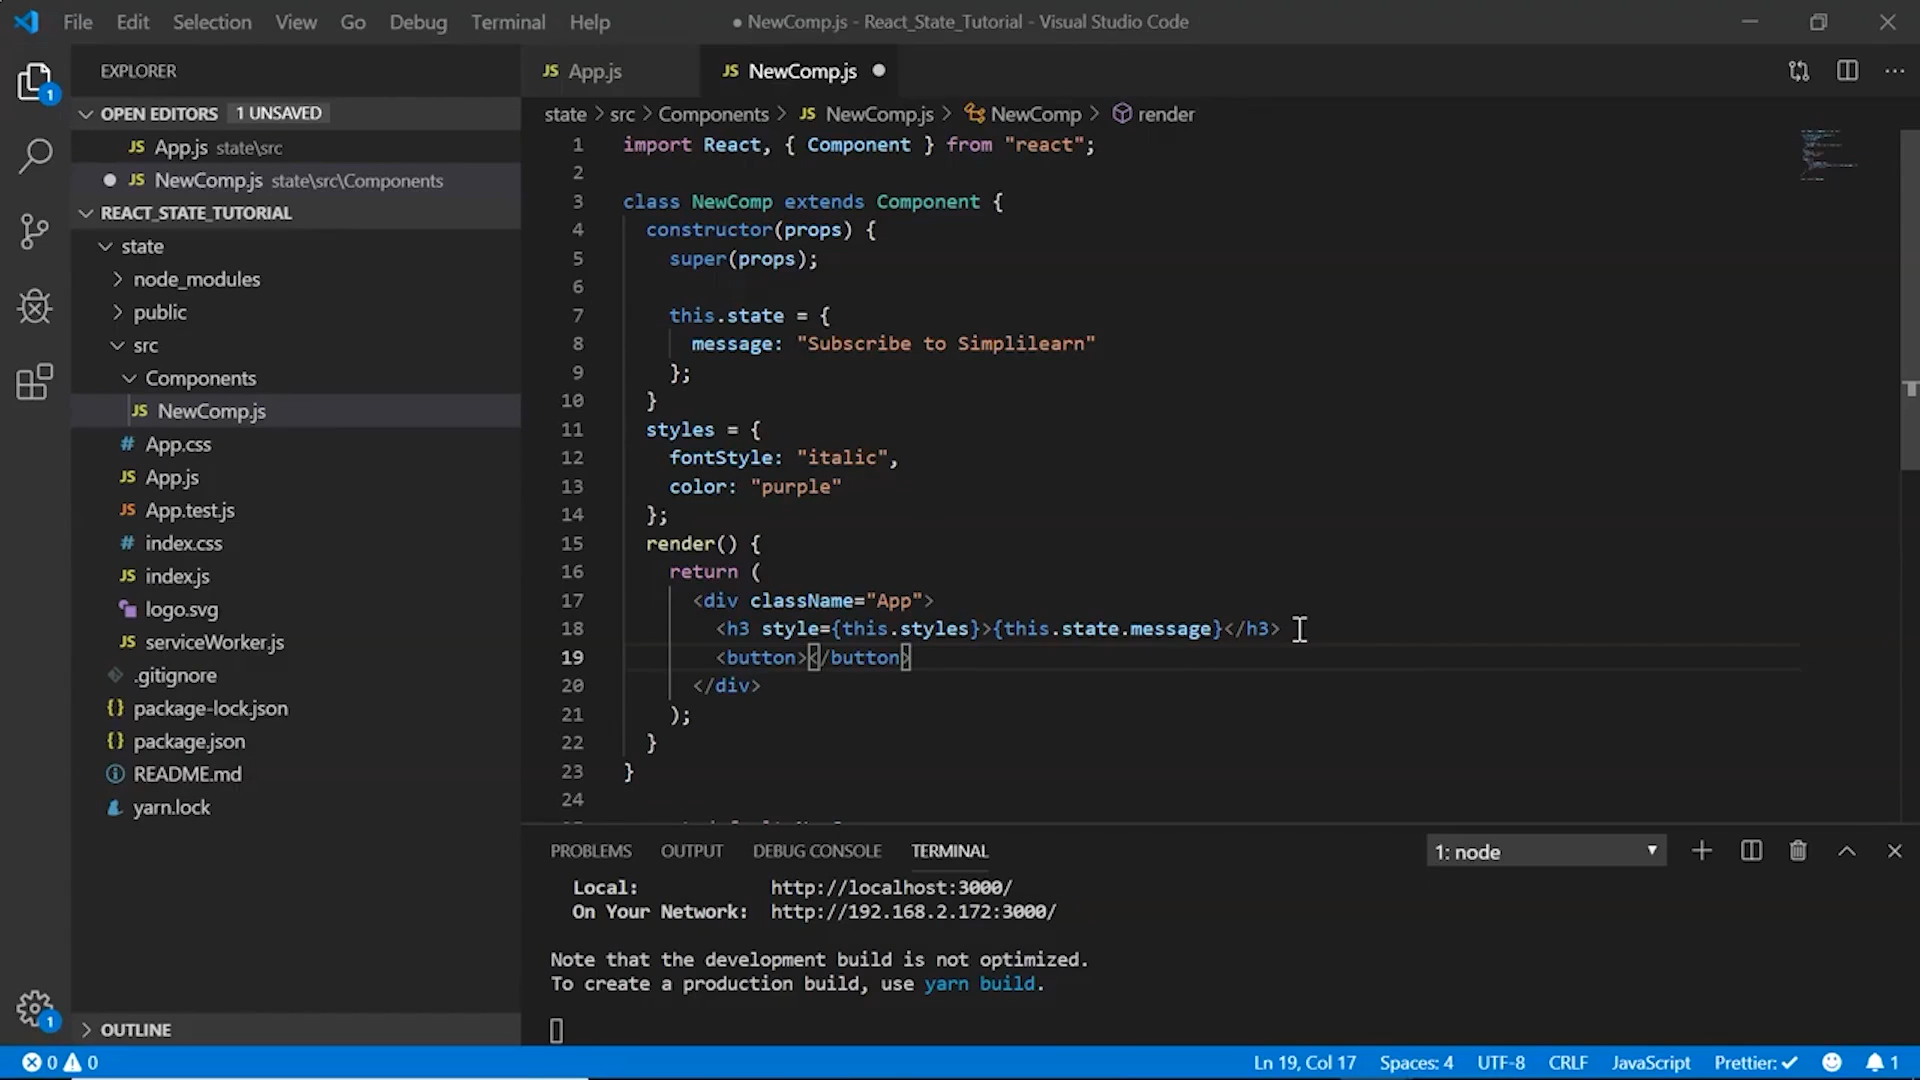 File Edit Selection View Go Debug Terminal Help
● NewComp.js - React_State_Tutorial - Visual Studio Code
EXPLORER
OPEN EDITORS 1 UNSAVED
JS App.js state\src
● JS NewComp.js state\src\Components
REACT_STATE_TUTORIAL
state
node_modules
public
src
Components
JS NewComp.js
# App.css
JS App.js
JS App.test.js
# index.css
JS index.js
logo.svg
JS serviceWorker.js
.gitignore
{} package-lock.json
{} package.json
README.md
yarn.lock
OUTLINE
1
1
JS App.js
JS NewComp.js ●
state > src > Components > JS NewComp.js > NewComp > render
1 import React, { Component } from "react";
2
3 class NewComp extends Component {
4 constructor(props) {
5 super(props);
6
7 this.state = {
8 message: "Subscribe to Simplilearn"
9 };
10 }
11 styles = {
12 fontStyle: "italic",
13 color: "purple"
14 };
15 render() {
16 return (
17 <div className="App">
18 <h3 style={this.styles}>{this.state.message}</h3>
19 <button></button>
20 </div>
21 );
22 }
23 }
24
PROBLEMS OUTPUT DEBUG CONSOLE TERMINAL
1: node
Local: http://localhost:3000/
On Your Network: http://192.168.2.172:3000/
Note that the development build is not optimized.
To create a production build, use yarn build.
0 0
Ln 19, Col 17 Spaces: 4 UTF-8 CRLF JavaScript Prettier: ✓ 1